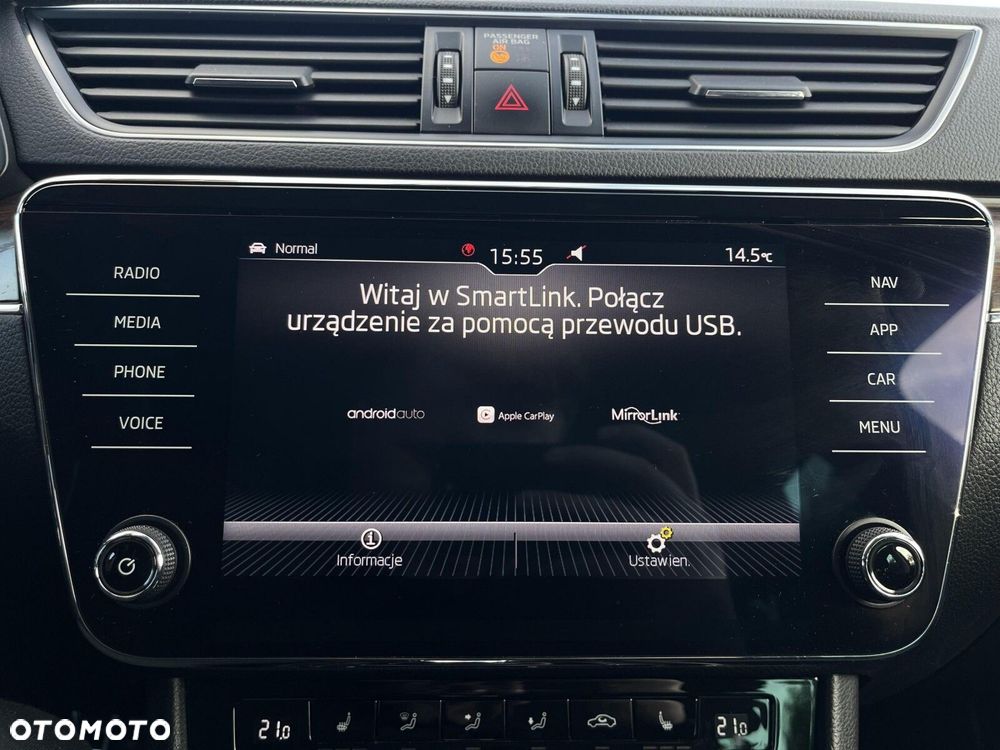 PASSENGER
AIR BAG
ON
Normal
15:55
14.5°C
Witaj w SmartLink. Połącz
urządzenie za pomocą przewodu USB.
androidauto
Apple CarPlay
MirrorLink
Informacje
Ustawien.
RADIO
MEDIA
PHONE
VOICE
NAV
APP
CAR
MENU
21.0
21.0
OTOMOTO